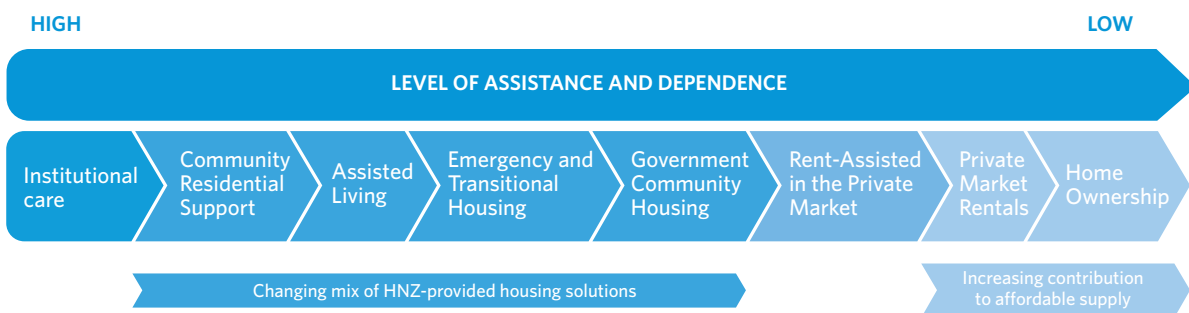 HIGH
LOW
LEVEL OF ASSISTANCE AND DEPENDENCE
Institutional
care
Community
Residential
Support
Assisted
Living
Emergency and
Transitional
Housing
Government
Community
Housing
Rent-Assisted
in the Private
Market
Private
Market
Rentals
Home
Ownership
Changing mix of HNZ-provided housing solutions
Increasing contribution
to affordable supply